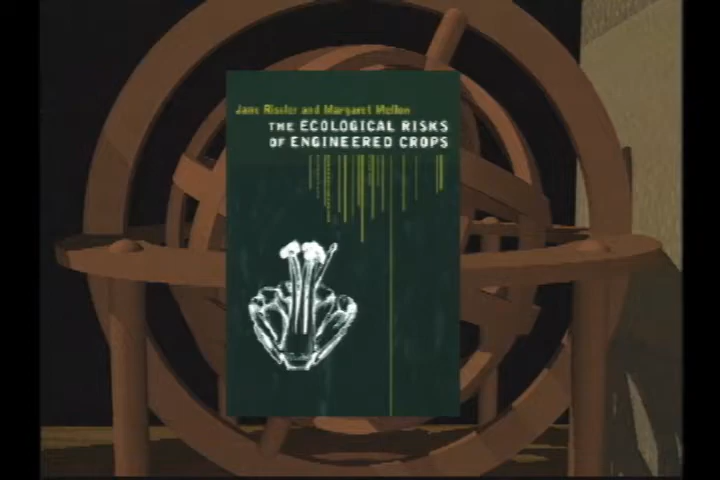 Jane Rissler and Margaret Mellon
THE ECOLOGICAL RISKS
OF ENGINEERED CROPS